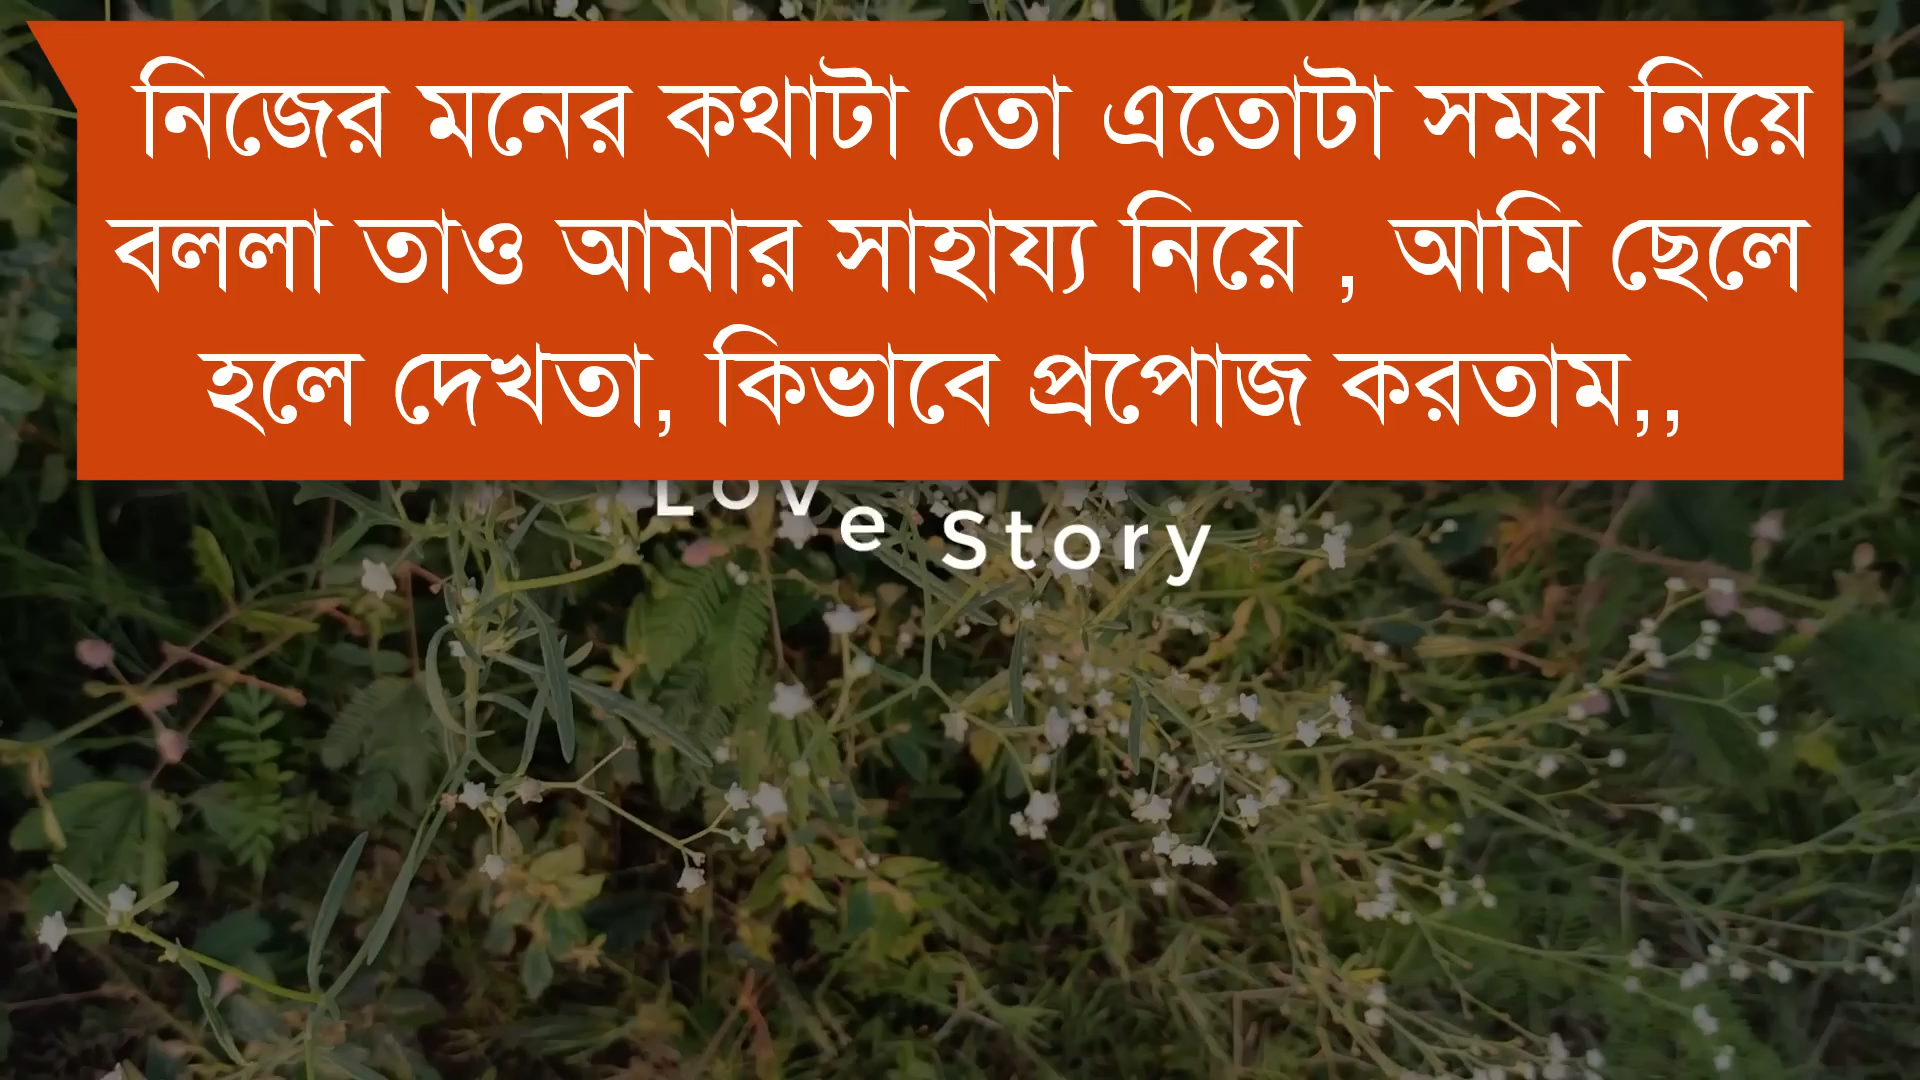 নিজের মনের কথাটা তো এতোটা সময় নিয়ে
বললা তাও আমার সাহায্য নিয়ে , আমি ছেলে
হলে দেখতা, কিভাবে প্রপোজ করতাম,,
Love Story